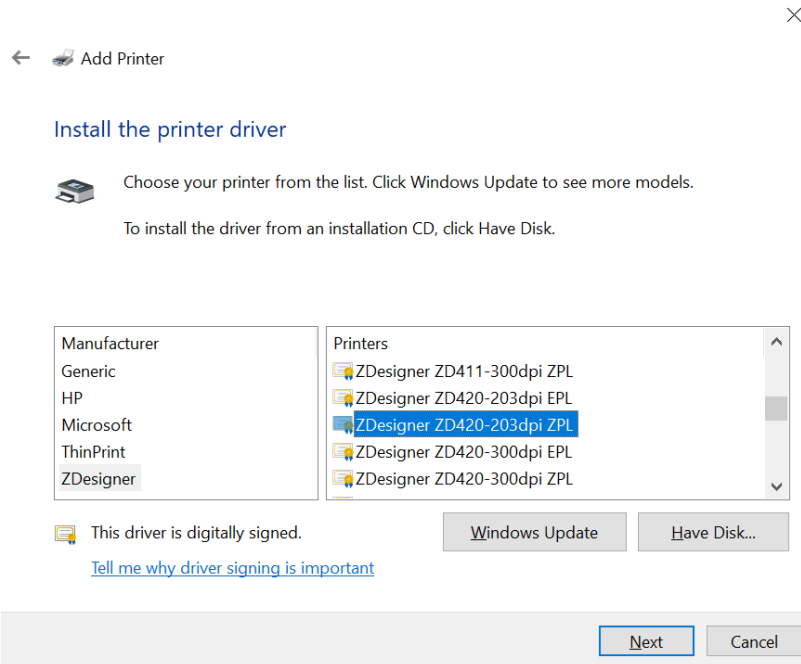 Add Printer
Install the printer driver
Choose your printer from the list. Click Windows Update to see more models.
To install the driver from an installation CD, click Have Disk.
Manufacturer
Generic
HP
Microsoft
ThinPrint
ZDesigner
Printers
ZDesigner ZD411-300dpi ZPL
ZDesigner ZD420-203dpi EPL
ZDesigner ZD420-203dpi ZPL
ZDesigner ZD420-300dpi EPL
ZDesigner ZD420-300dpi ZPL
This driver is digitally signed.
Tell me why driver signing is important
Windows Update
Have Disk...
Next
Cancel